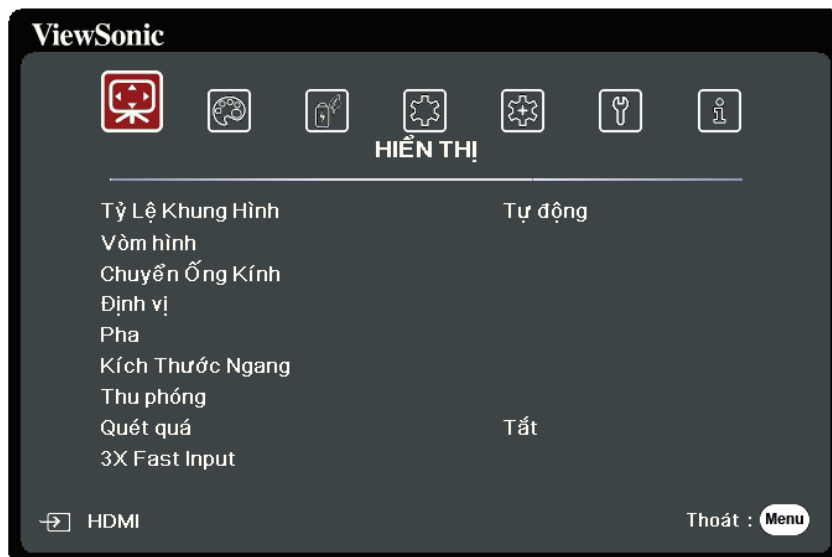 ViewSonic
HIỂN THỊ
Tỷ Lệ Khung Hình Tự động
Vòm hình
Chuyển Ống Kính
Định vị
Pha
Kích Thước Ngang
Thu phóng
Quét quá Tắt
3X Fast Input
HDMI Thoát : Menu